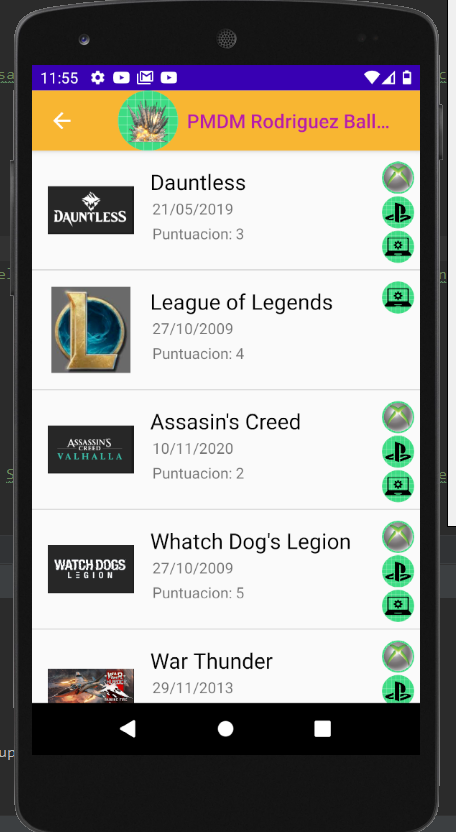 11:55
PMDM Rodriguez Ball...
DAUNTLESS
Dauntless
21/05/2019
Puntuacion: 3
League of Legends
27/10/2009
Puntuacion: 4
ASSASSIN'S
CREED
VALHALLA
Assasin's Creed
10/11/2020
Puntuacion: 2
WATCH DOGS
LEGION
Whatch Dog's Legion
27/10/2009
Puntuacion: 5
War Thunder
29/11/2013
up